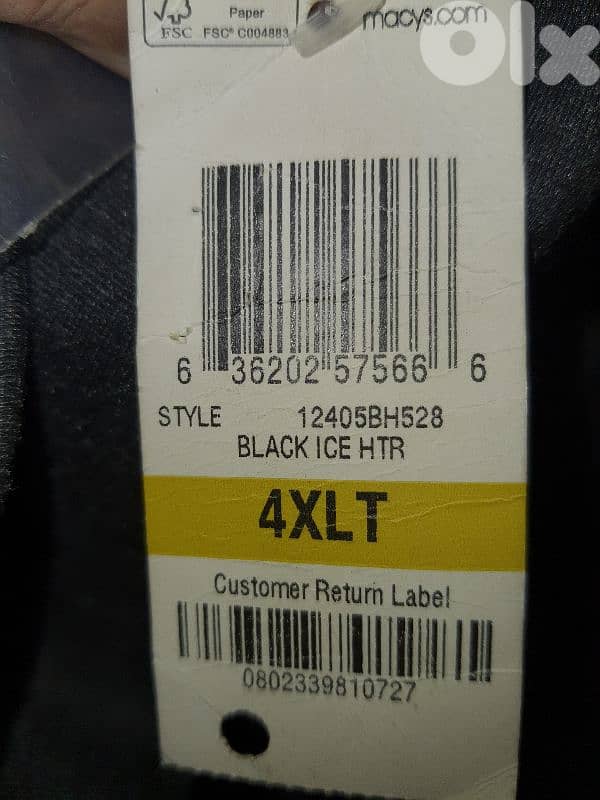 Paper
FSC FSC® C004883
macys.com
olx
6 36202 57566 6
STYLE 12405BH528
BLACK ICE HTR
4XLT
Customer Return Label
0802339810727